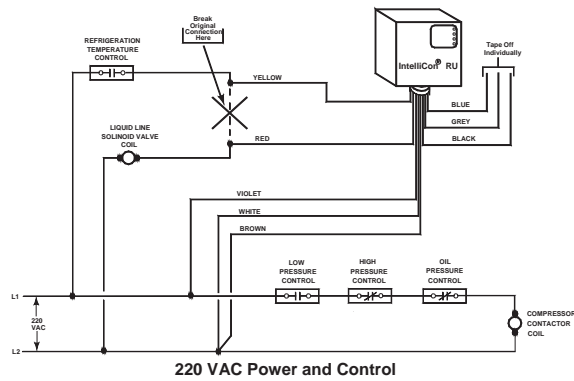 Break
Original
Connection
Here
REFRIGERATION
TEMPERATURE
CONTROL
IntelliCon® RU
Tape Off
Individually
YELLOW
BLUE
GREY
LIQUID LINE
SOLINOID VALVE
COIL
RED
BLACK
VIOLET
WHITE
BROWN
LOW
PRESSURE
CONTROL
HIGH
PRESSURE
CONTROL
OIL
PRESSURE
CONTROL
L1
220
VAC
COMPRESSOR
CONTACTOR
COIL
L2
220 VAC Power and Control